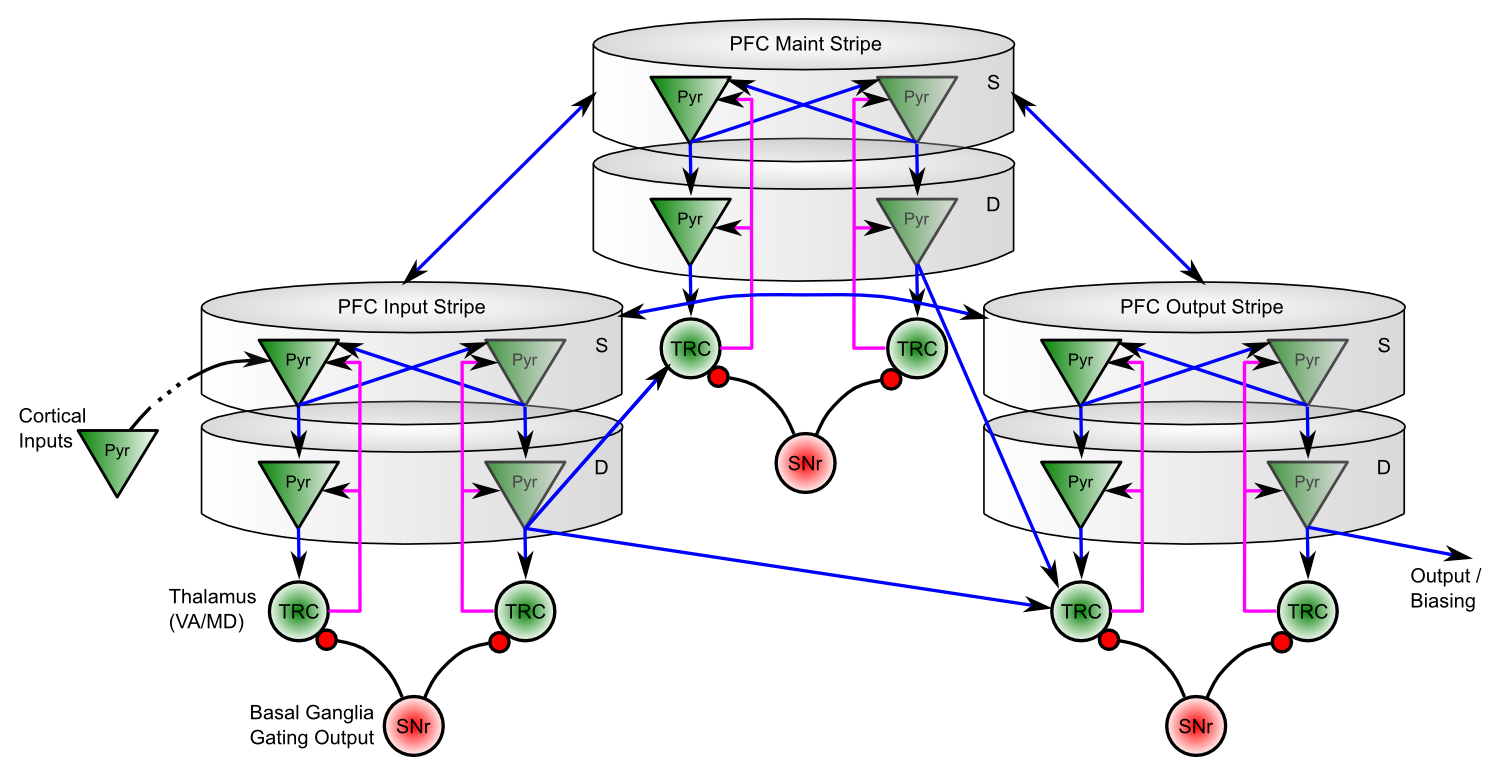 PFC Maint Stripe
Pyr
Pyr
S
Pyr
Pyr
D
TRC
TRC
SNr
PFC Input Stripe
Pyr
Pyr
S
Pyr
Pyr
D
Cortical
Inputs
Pyr
Thalamus
(VA/MD)
TRC
TRC
Basal Ganglia
Gating Output
SNr
PFC Output Stripe
Pyr
Pyr
S
Pyr
Pyr
D
TRC
TRC
Output /
Biasing
SNr